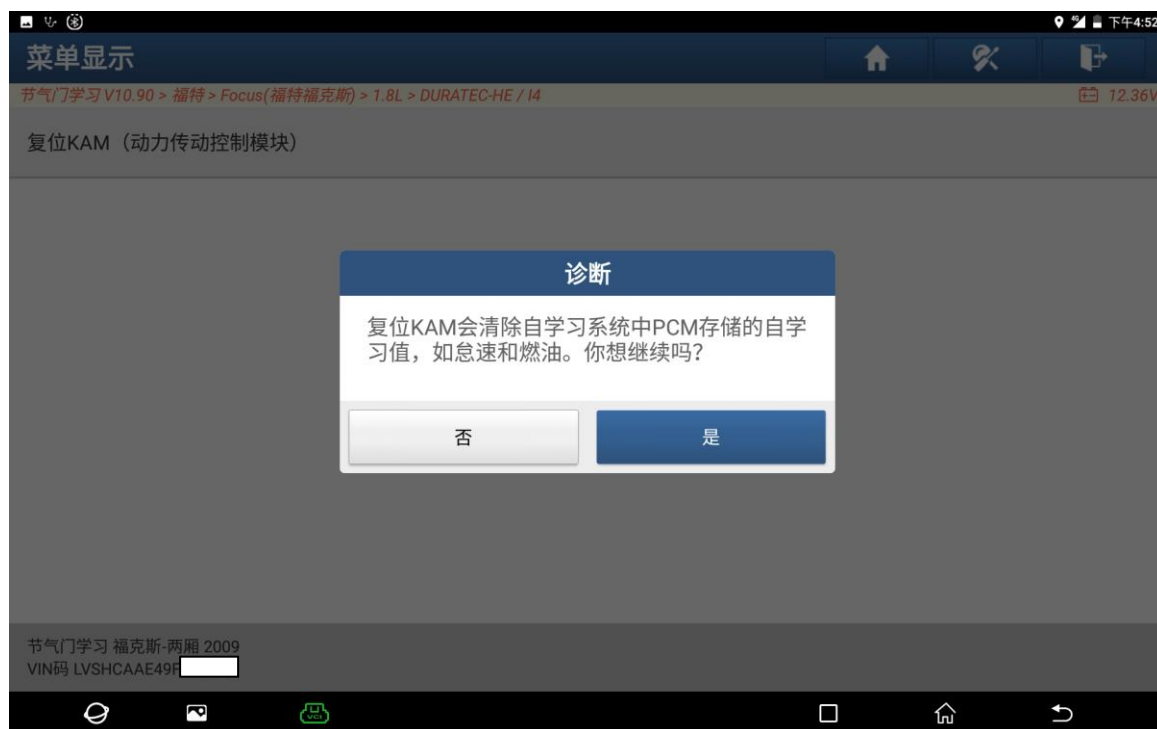 下午4:52
菜单显示
节气门学习 V10.90 > 福特 > Focus(福特福克斯) > 1.8L > DURATEC-HE / I4
12.36V
复位KAM（动力传动控制模块）
诊断
复位KAM会清除自学习系统中PCM存储的自学
习值，如怠速和燃油。你想继续吗？
否
是
节气门学习 福克斯-两厢 2009
VIN码 LVSHCAAE49F
VCI